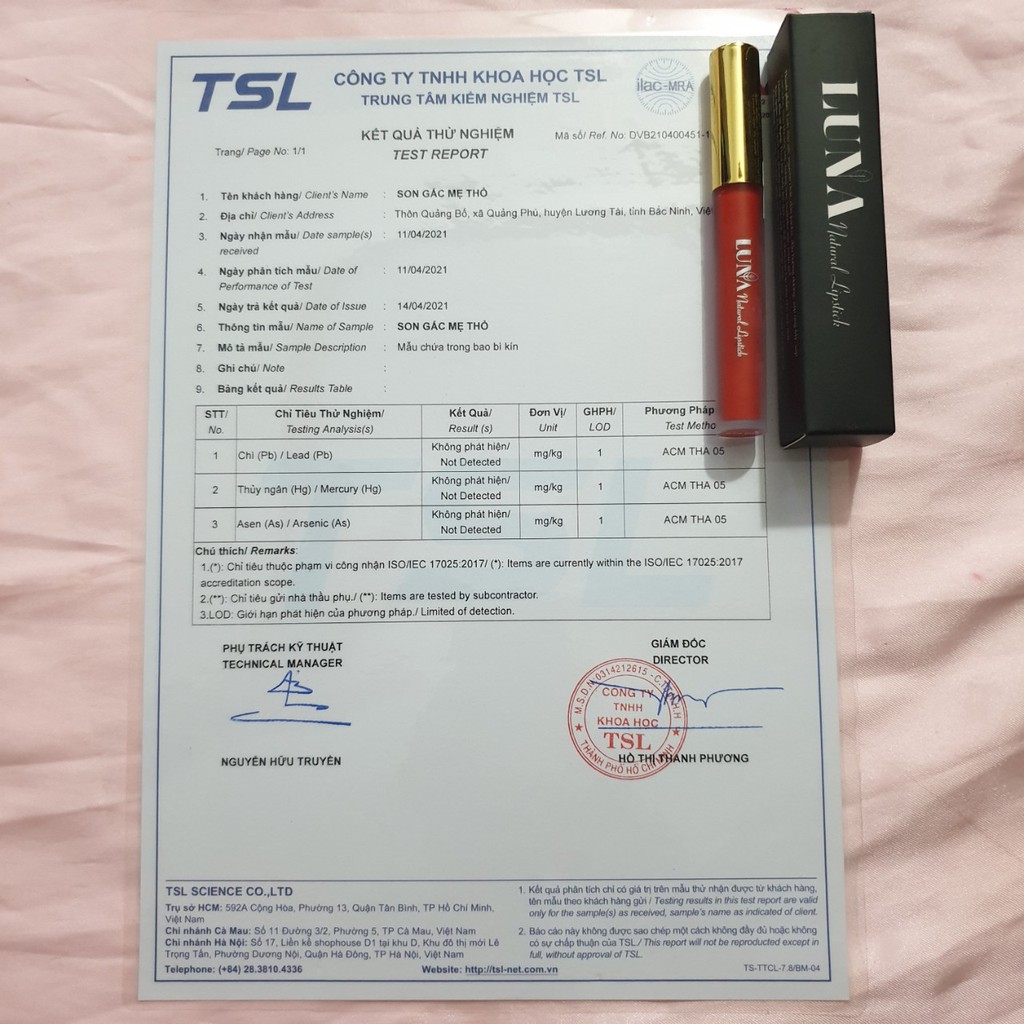 TSL
CÔNG TY TNHH KHOA HỌC TSL
TRUNG TÂM KIỂM NGHIỆM TSL
ilac-MRA
KẾT QUẢ THỬ NGHIỆM
TEST REPORT
Mã số/ Ref. No: DVB210400451-1
Trang/ Page No: 1/1
1. Tên khách hàng/ Client's Name : SON GẤC MẸ THỎ
2. Địa chỉ/ Client's Address : Thôn Quảng Bố, xã Quảng Phú, huyện Lương Tài, tỉnh Bắc Ninh, Việ
3. Ngày nhận mẫu/ Date sample(s) received : 11/04/2021
4. Ngày phân tích mẫu/ Date of Performance of Test : 11/04/2021
5. Ngày trả kết quả/ Date of Issue : 14/04/2021
6. Thông tin mẫu/ Name of Sample : SON GẤC MẸ THỎ
7. Mô tả mẫu/ Sample Description : Mẫu chứa trong bao bì kín
8. Ghi chú/ Note :
9. Bảng kết quả/ Results Table :
STT/ No. Chỉ Tiêu Thử Nghiệm/ Testing Analysis(s) Kết Quả/ Result (s) Đơn Vị/ Unit GHPH/ LOD Phương Pháp Test Metho
1 Chì (Pb) / Lead (Pb) Không phát hiện/ Not Detected mg/kg 1 ACM THA 05
2 Thủy ngân (Hg) / Mercury (Hg) Không phát hiện/ Not Detected mg/kg 1 ACM THA 05
3 Asen (As) / Arsenic (As) Không phát hiện/ Not Detected mg/kg 1 ACM THA 05
Chú thích/ Remarks:
1.(*): Chỉ tiêu thuộc phạm vi công nhận ISO/IEC 17025:2017/ (*): Items are currently within the ISO/IEC 17025:2017
accreditation scope.
2.(**): Chỉ tiêu gửi nhà thầu phụ./ (**): Items are tested by subcontractor.
3.LOD: Giới hạn phát hiện của phương pháp./ Limited of detection.
PHỤ TRÁCH KỸ THUẬT
TECHNICAL MANAGER
NGUYỄN HỮU TRUYỀN
GIÁM ĐỐC
DIRECTOR
M.S.D.N:0314212615 - C.T.T.N.H.H
CÔNG TY
TNHH
KHOA HỌC
TSL
THÀNH PHỐ HỒ CHÍ MINH
HỒ THỊ THANH PHƯƠNG
TSL SCIENCE CO.,LTD
Trụ sở HCM: 592A Cộng Hòa, Phường 13, Quận Tân Bình, TP Hồ Chí Minh,
Việt Nam
Chi nhánh Cà Mau: Số 11 Đường 3/2, Phường 5, TP Cà Mau, Việt Nam
Chi nhánh Hà Nội: Số 17, Liền kề shophouse D1 tại khu D, Khu đô thị mới Lê
Trọng Tấn, Phường Dương Nội, Quận Hà Đông, TP Hà Nội, Việt Nam
Telephone: (+84) 28.3810.4336 Website: http://tsl-net.com.vn
1. Kết quả phân tích chỉ có giá trị trên mẫu thử nhận được từ khách hàng,
tên mẫu theo khách hàng gửi / Testing results in this test report are valid
only for the sample(s) as received, sample's name as indicated of client.
2. Báo cáo này không được sao chép một cách không đầy đủ hoặc không
có sự chấp thuận của TSL./ This report will not be reproduced except in
full, without approval of TSL.
TS-TTCL-7.8/BM-04
LUNA Natural Lipstick
LUNA Natural Lipstick